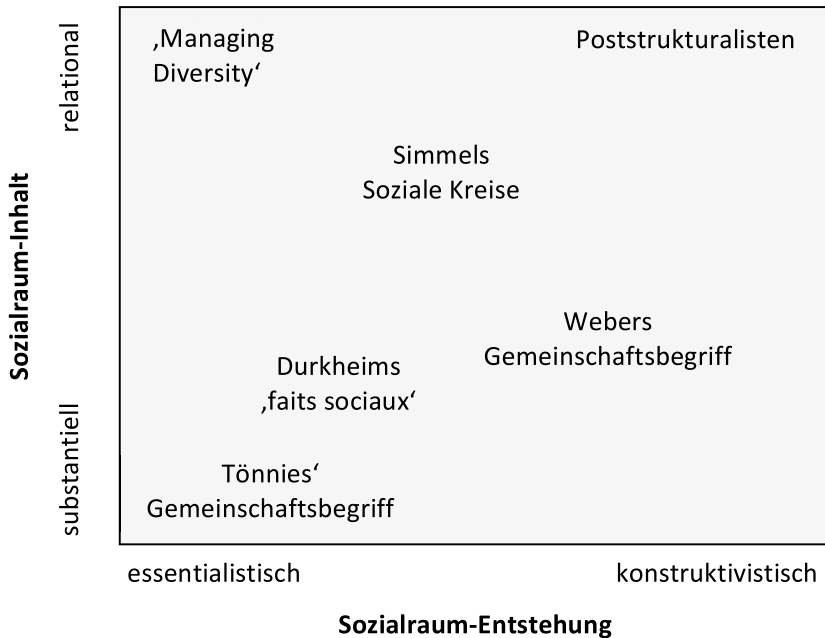 ‚Managing
Diversity‘
Poststrukturalisten
relational
Simmels
Soziale Kreise
Sozialraum-Inhalt
Webers
Gemeinschaftsbegriff
Durkheims
‚faits sociaux‘
substantiell
Tönnies‘
Gemeinschaftsbegriff
essentialistisch
konstruktivistisch
Sozialraum-Entstehung